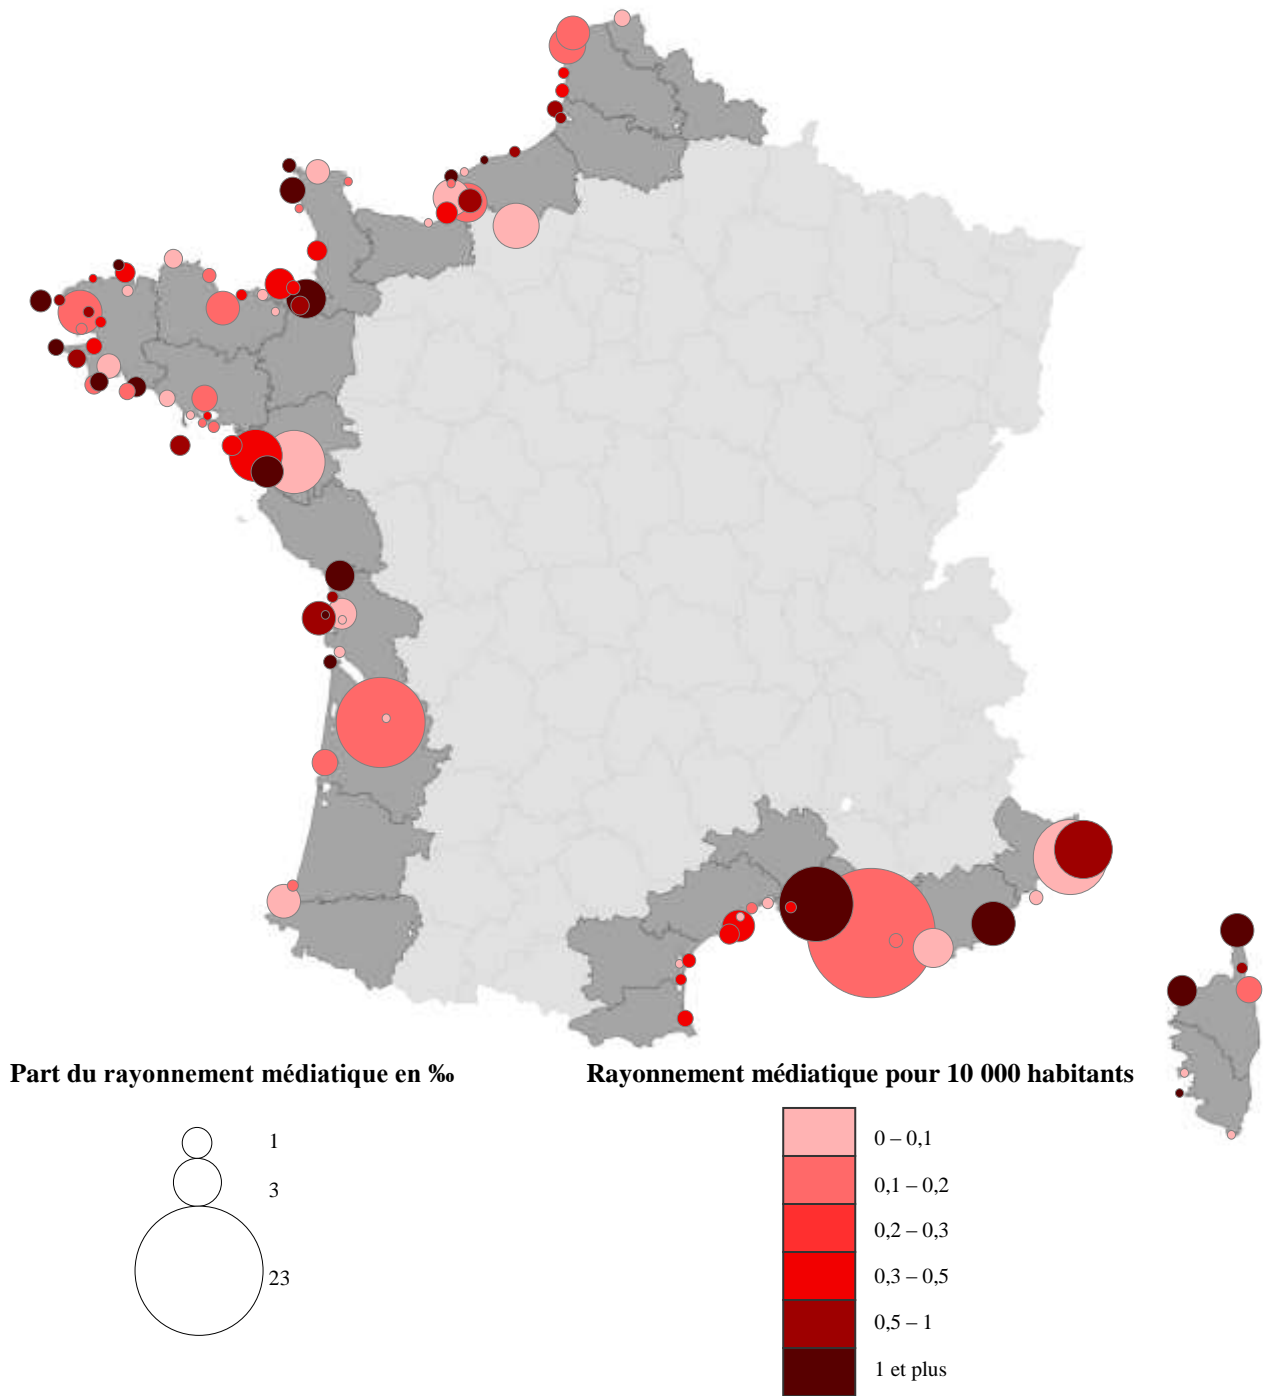 Part du rayonnement médiatique en ‰
1
3
23
Rayonnement médiatique pour 10 000 habitants
0 – 0,1
0,1 – 0,2
0,2 – 0,3
0,3 – 0,5
0,5 – 1
1 et plus